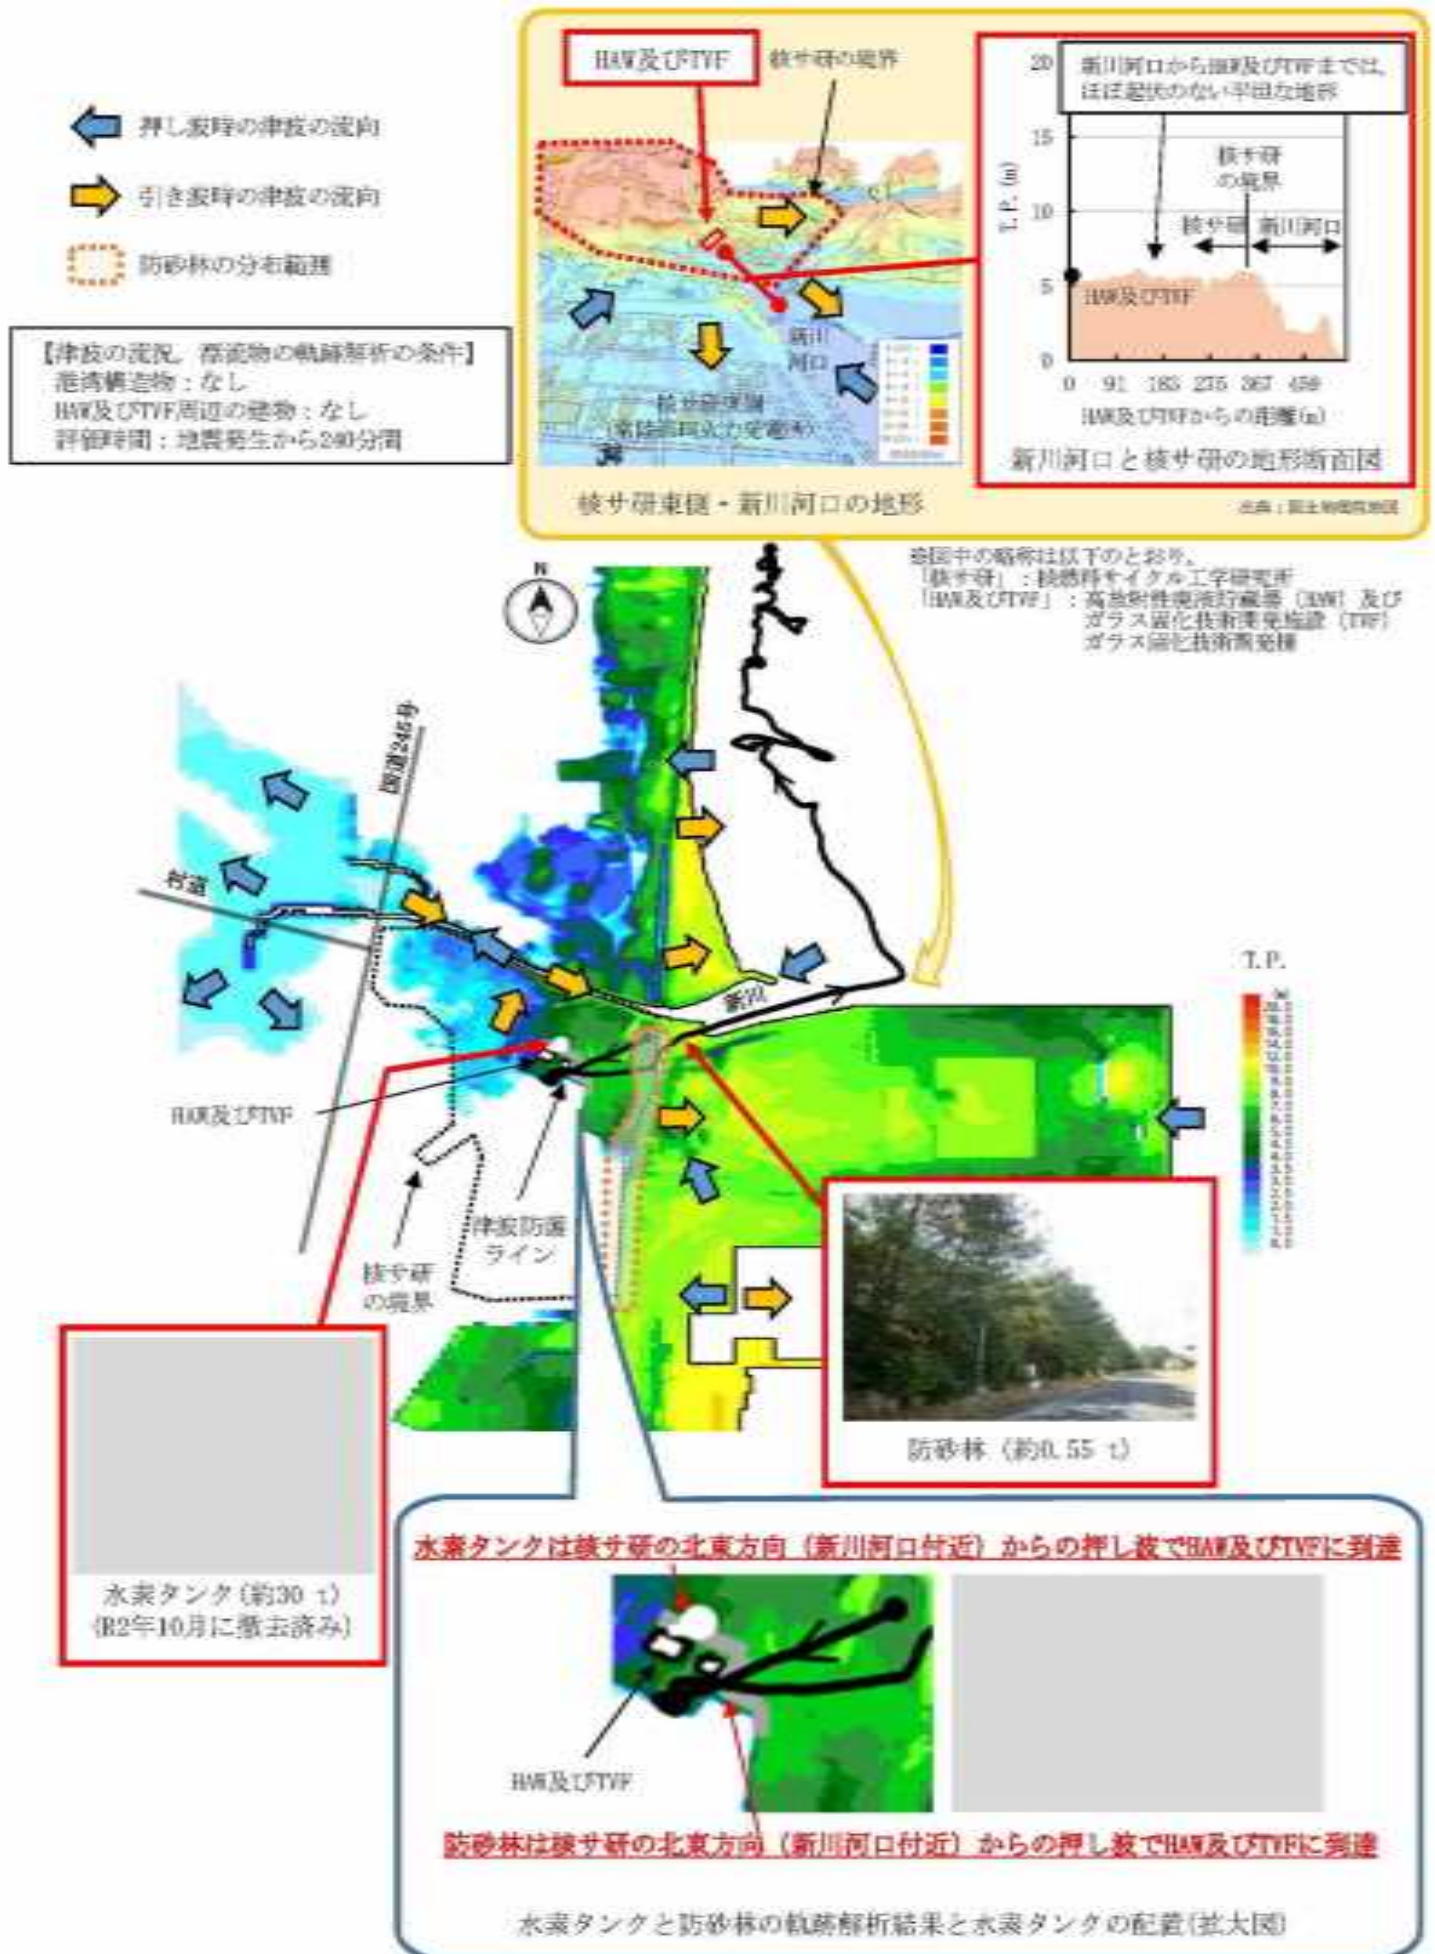 HAW及びTVF
核サ研の境界
新川河口からHAW及びTVFまでは、
ほぼ起伏のない平坦な地形
20
15
10
5
0
T.P. (m)
核サ研
の境界
核サ研
新川河口
HAW及びTVF
0 91 183 275 367 459
HAW及びTVFからの距離(m)
新川河口と核サ研の地形断面図
新川
河口
核サ研東側・新川河口の地形
出典:国土地理院地図
押し波時の津波の流向
引き波時の津波の流向
防砂林の分布範囲
【津波の流況、漂流物の軌跡解析の条件】
港湾構造物:なし
HAW及びTVF周辺の建物:なし
評価時間:地震発生から240分間
※図中の略称は以下のとおり。
「核サ研」:核燃料サイクル工学研究所
「HAW及びTVF」:高放射性廃液貯蔵場(HAW)及び
ガラス固化技術開発施設(TVF)
ガラス固化技術開発棟
N
国道245号
村道
新川
T.P.
HAW及びTVF
津波防護
ライン
核サ研
の境界
防砂林(約0.55 t)
水素タンク(約30 t)
(R2年10月に撤去済み)
水素タンクは核サ研の北東方向(新川河口付近)からの押し波でHAW及びTVFに到達
HAW及びTVF
防砂林は核サ研の北東方向(新川河口付近)からの押し波でHAW及びTVFに到達
水素タンクと防砂林の軌跡解析結果と水素タンクの配置(拡大図)